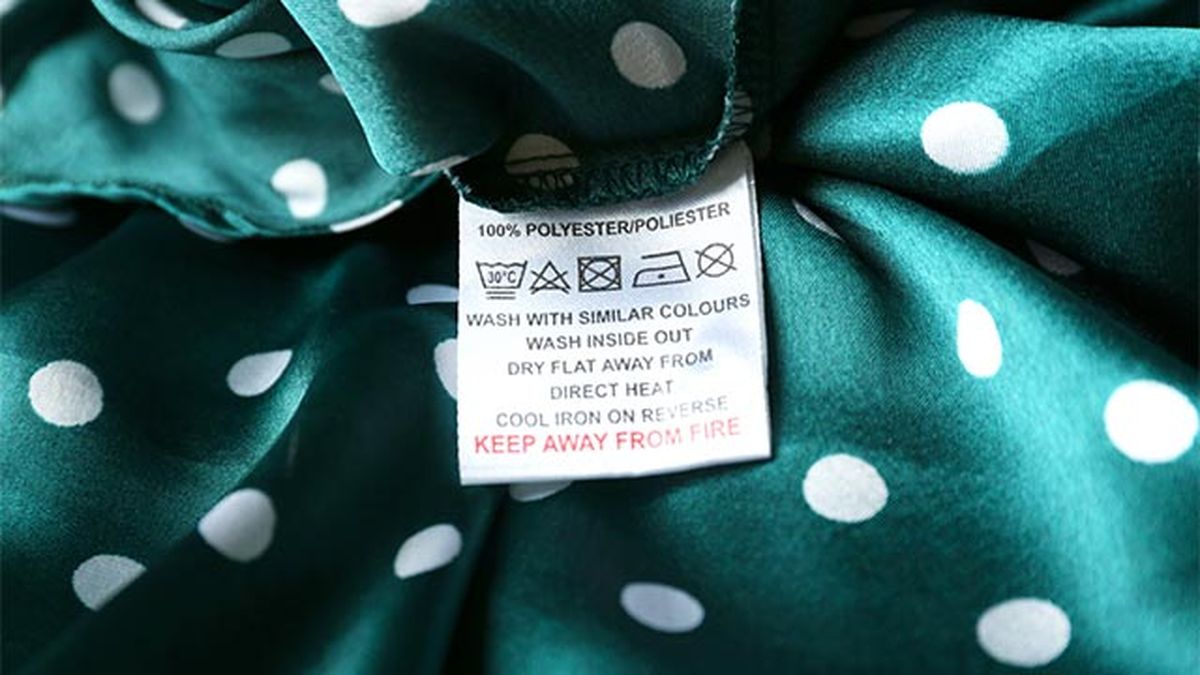 100% POLYESTER/POLIESTER
30°C
WASH WITH SIMILAR COLOURS
WASH INSIDE OUT
DRY FLAT AWAY FROM
DIRECT HEAT
COOL IRON ON REVERSE
KEEP AWAY FROM FIRE